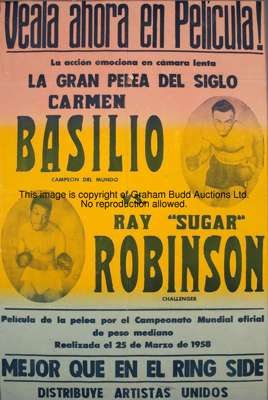 Veala ahora en Película!
La acción emociona en cámara lenta
LA GRAN PELEA DEL SIGLO
CARMEN
BASILIO
CAMPEON DEL MUNDO
This image is copyright of Graham Budd Auctions Ltd.
No reproduction allowed.
RAY "SUGAR"
ROBINSON
CHALLENGER
Película de la pelea por el Campeonato Mundial oficial
de peso mediano
Realizada el 25 de Marzo de 1958
MEJOR QUE EN EL RING SIDE
DISTRIBUYE ARTISTAS UNIDOS